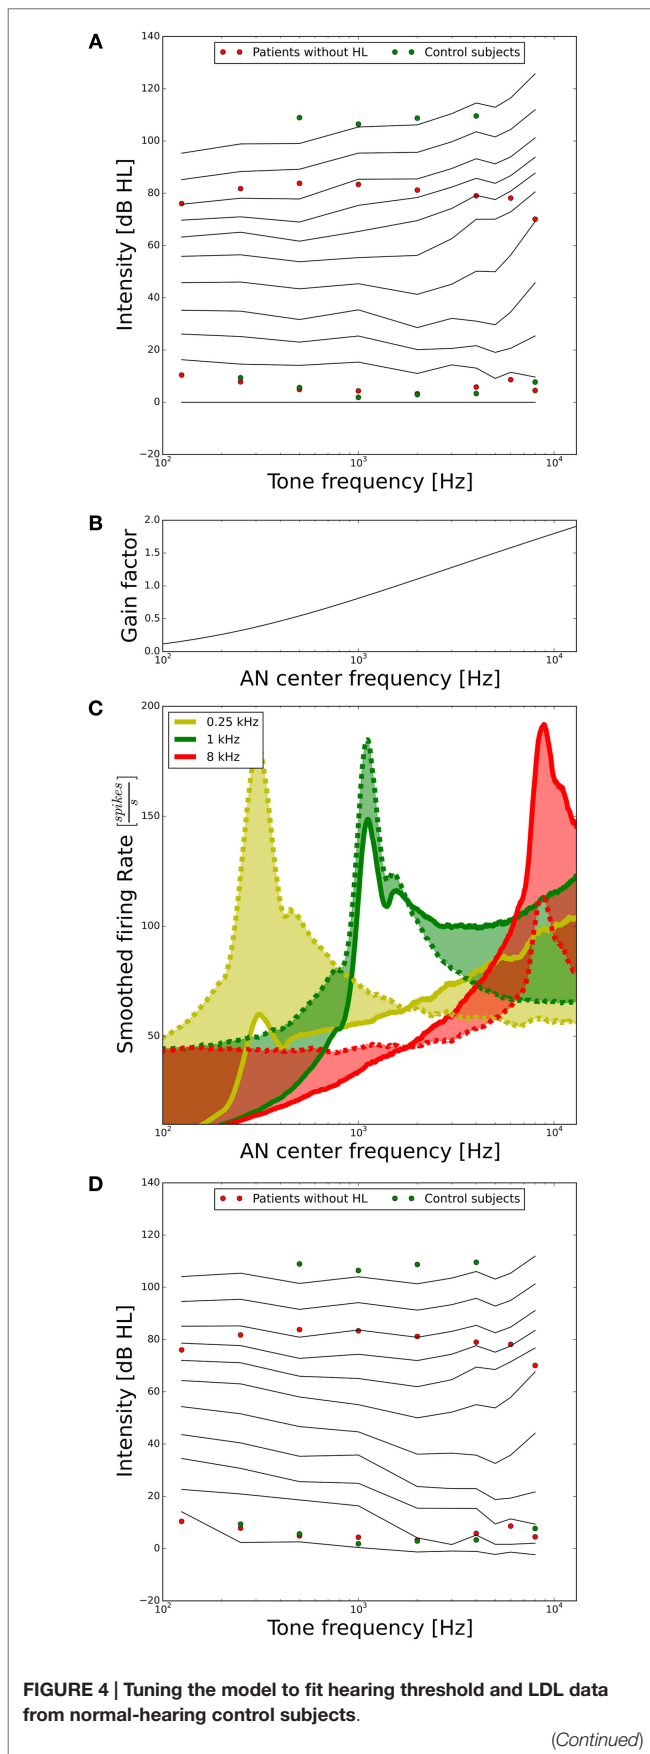 A
140
Patients without HL
Control subjects
120
100
80
60
40
20
0
−20
Intensity [dB HL]
10²
10³
10⁴
Tone frequency [Hz]
B
2.0
1.5
1.0
0.5
0.0
Gain factor
10²
10³
10⁴
AN center frequency [Hz]
C
200
0.25 kHz
1 kHz
8 kHz
150
100
50
Smoothed firing Rate [spikes/s]
10²
10³
10⁴
AN center frequency [Hz]
D
140
Patients without HL
Control subjects
120
100
80
60
40
20
0
−20
Intensity [dB HL]
10²
10³
10⁴
Tone frequency [Hz]
FIGURE 4 | Tuning the model to fit hearing threshold and LDL data
from normal-hearing control subjects.
(Continued)